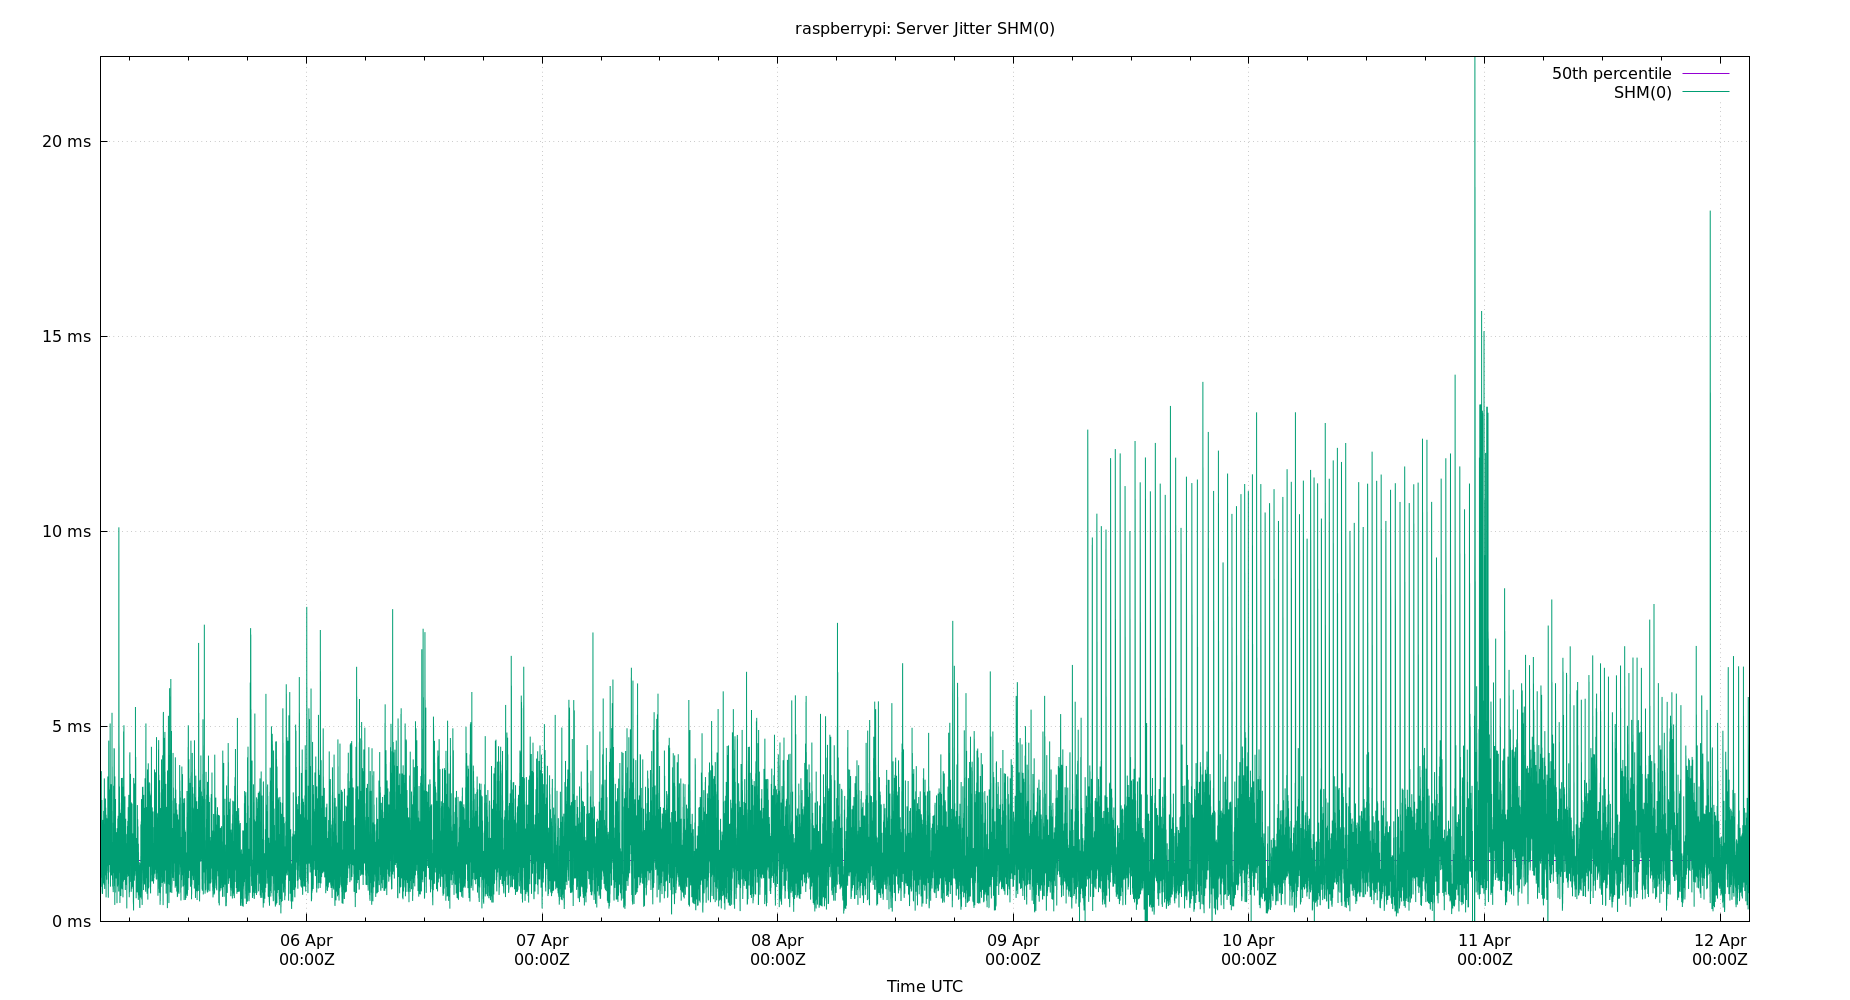 raspberrypi: Server Jitter SHM(0)
50th percentile
SHM(0)
20 ms
15 ms
10 ms
5 ms
0 ms
06 Apr
00:00Z
07 Apr
00:00Z
08 Apr
00:00Z
09 Apr
00:00Z
10 Apr
00:00Z
11 Apr
00:00Z
12 Apr
00:00Z
Time UTC